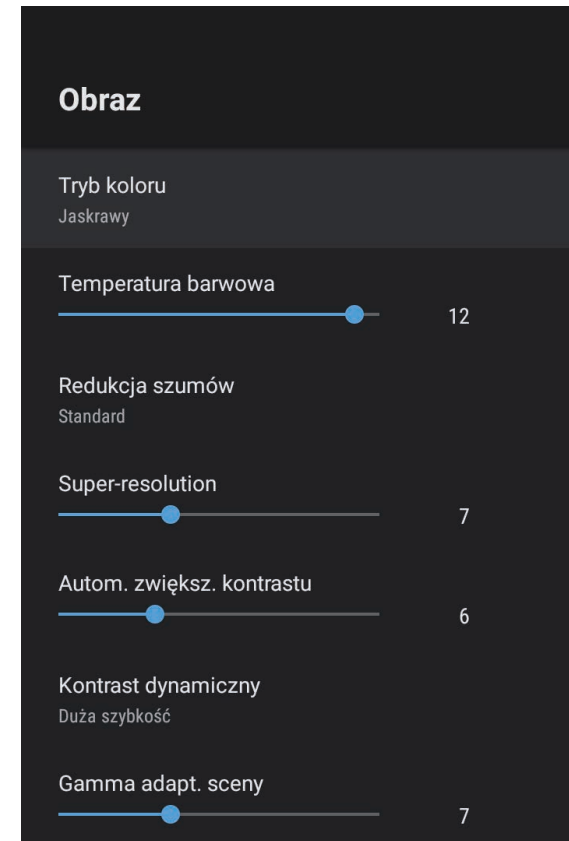 Obraz
Tryb koloru
Jaskrawy
Temperatura barwowa
12
Redukcja szumów
Standard
Super-resolution
7
Autom. zwiększ. kontrastu
6
Kontrast dynamiczny
Duża szybkość
Gamma adapt. sceny
7